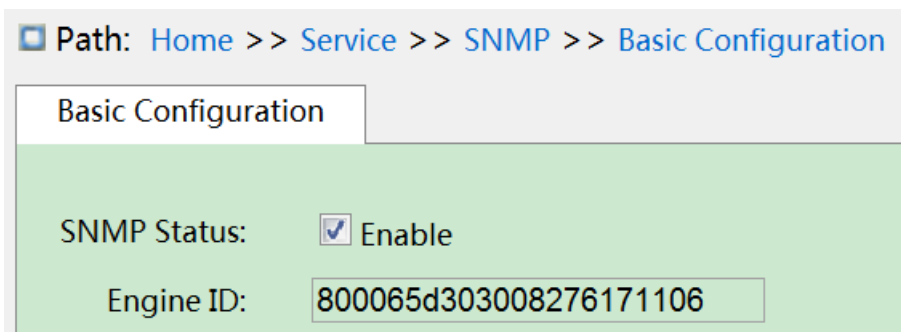 Path: Home >> Service >> SNMP >> Basic Configuration
Basic Configuration
SNMP Status: Enable
Engine ID: 800065d303008276171106